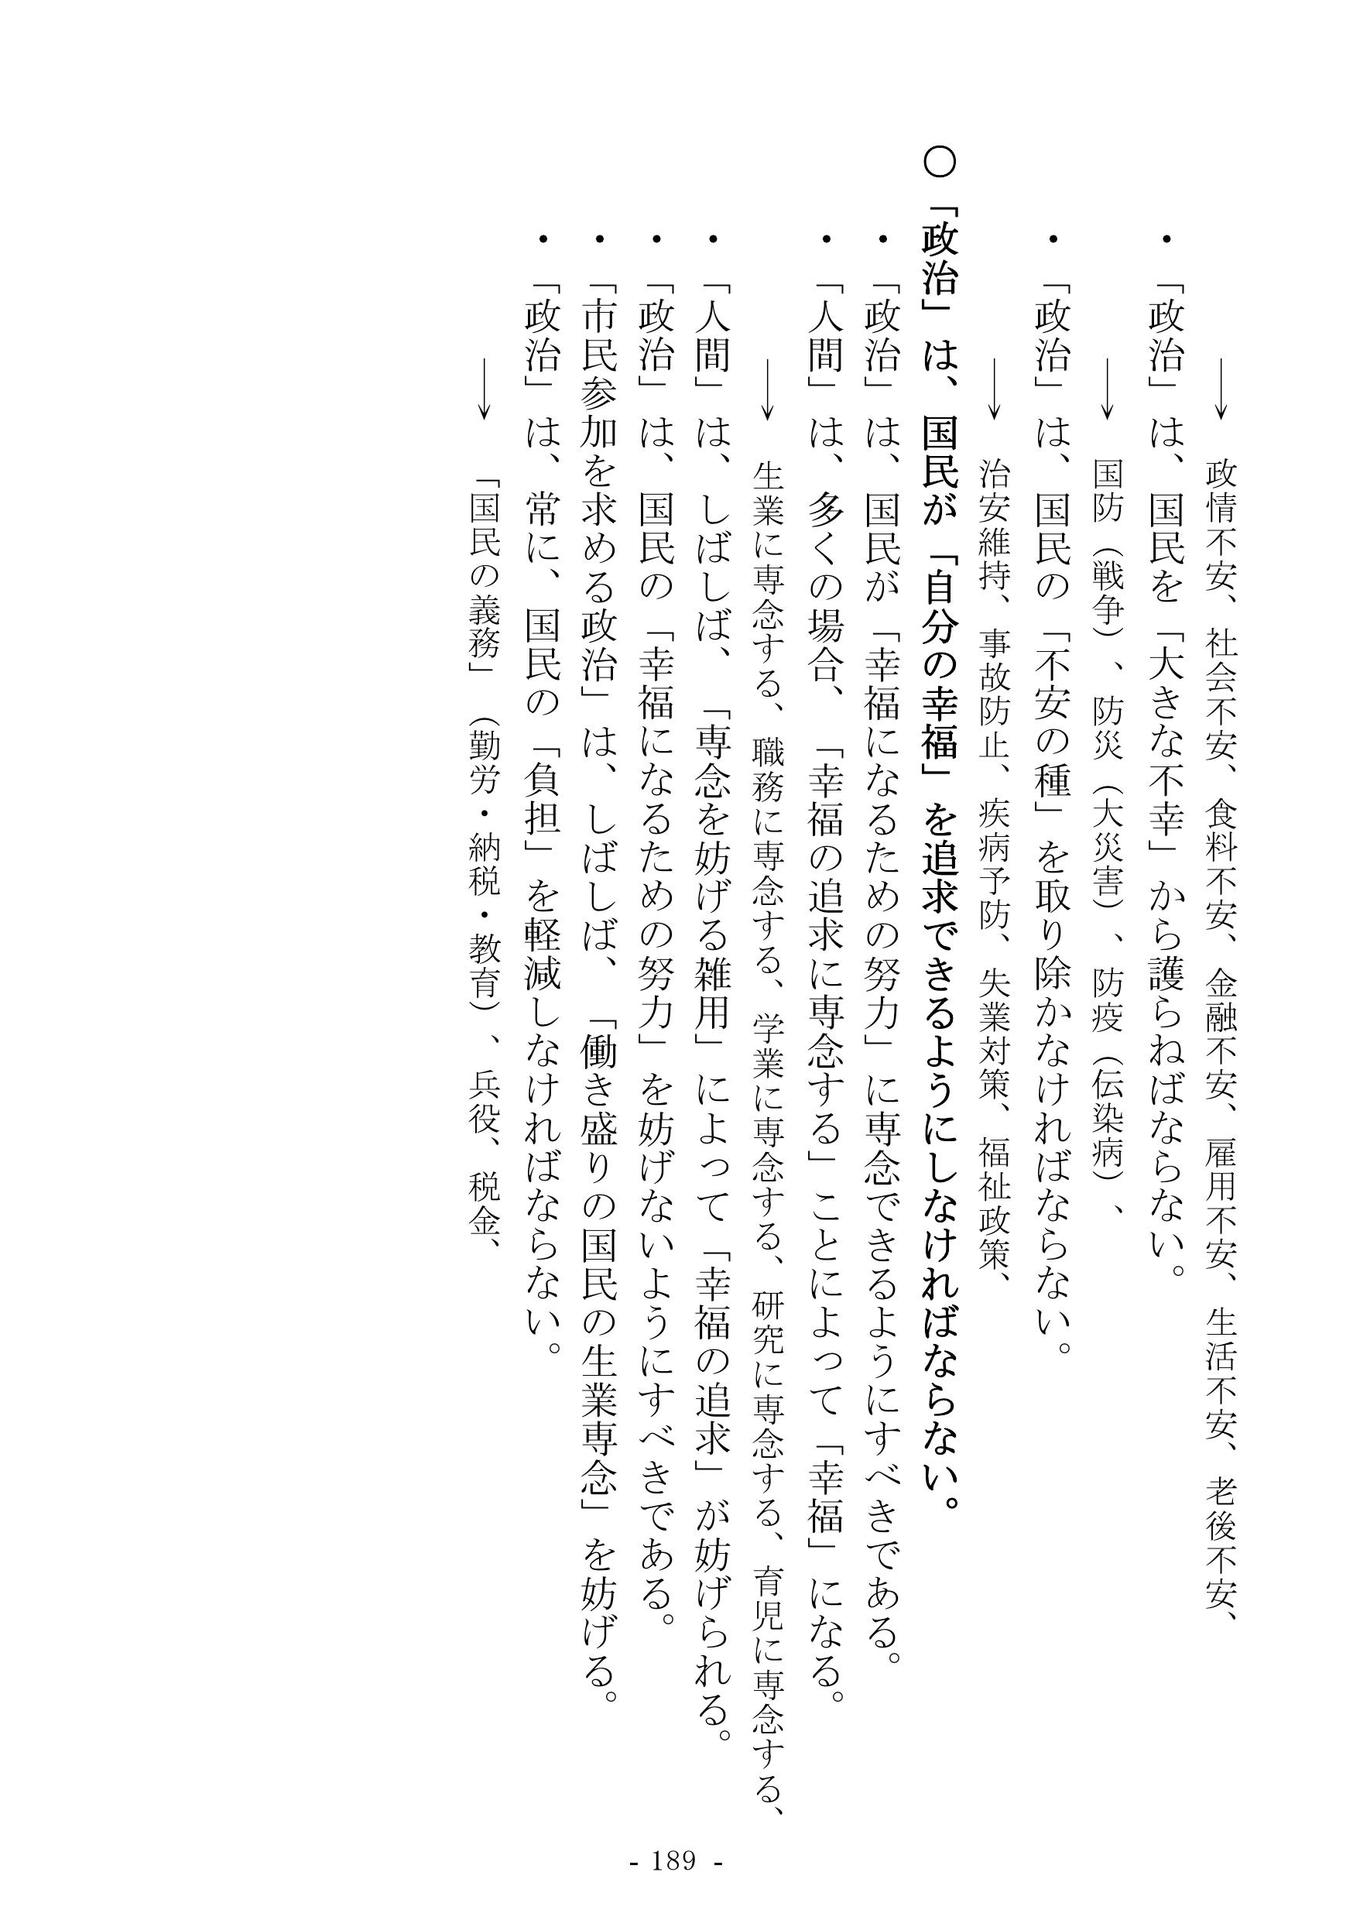 → 政情不安、社会不安、食料不安、金融不安、雇用不安、生活不安、老後不安、
・「政治」は、国民を「大きな不幸」から護らねばならない。
→ 国防（戦争）、防災（大災害）、防疫（伝染病）、
・「政治」は、国民の「不安の種」を取り除かなければならない。
→ 治安維持、事故防止、疾病予防、失業対策、福祉政策、
〇「政治」は、国民が「自分の幸福」を追求できるようにしなければならない。
・「政治」は、国民が「幸福になるための努力」に専念できるようにすべきである。
・「人間」は、多くの場合、「幸福の追求に専念する」ことによって「幸福」になる。
→ 生業に専念する、職務に専念する、学業に専念する、研究に専念する、育児に専念する、
・「人間」は、しばしば、「専念を妨げる雑用」によって「幸福の追求」が妨げられる。
・「政治」は、国民の「幸福になるための努力」を妨げないようにすべきである。
・「市民参加を求める政治」は、しばしば、「働き盛りの国民の生業専念」を妨げる。
・「政治」は、常に、国民の「負担」を軽減しなければならない。
→ 「国民の義務」（勤労・納税・教育）、兵役、税金、
- 189 -